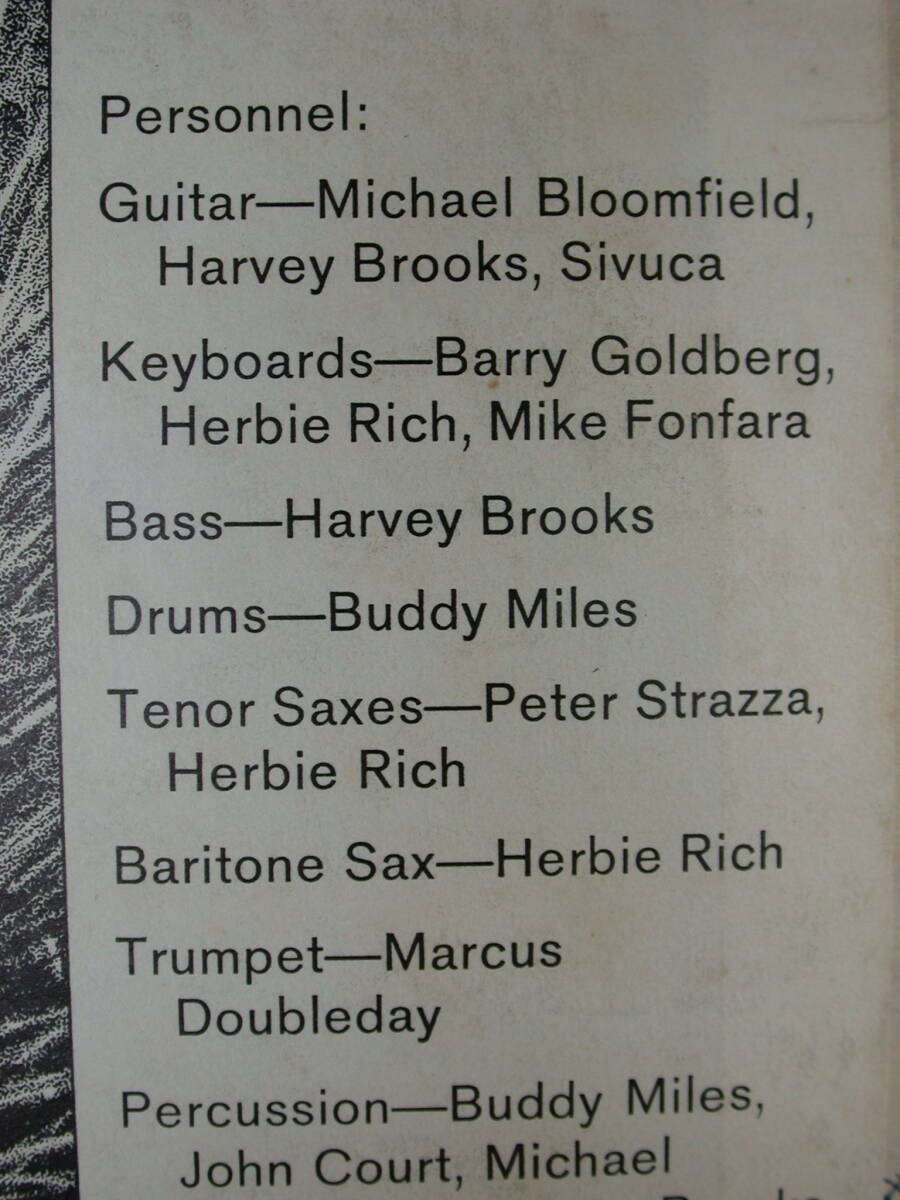 Personnel:
Guitar—Michael Bloomfield,
Harvey Brooks, Sivuca
Keyboards—Barry Goldberg,
Herbie Rich, Mike Fonfara
Bass—Harvey Brooks
Drums—Buddy Miles
Tenor Saxes—Peter Strazza,
Herbie Rich
Baritone Sax—Herbie Rich
Trumpet—Marcus
Doubleday
Percussion—Buddy Miles,
John Court, Michael